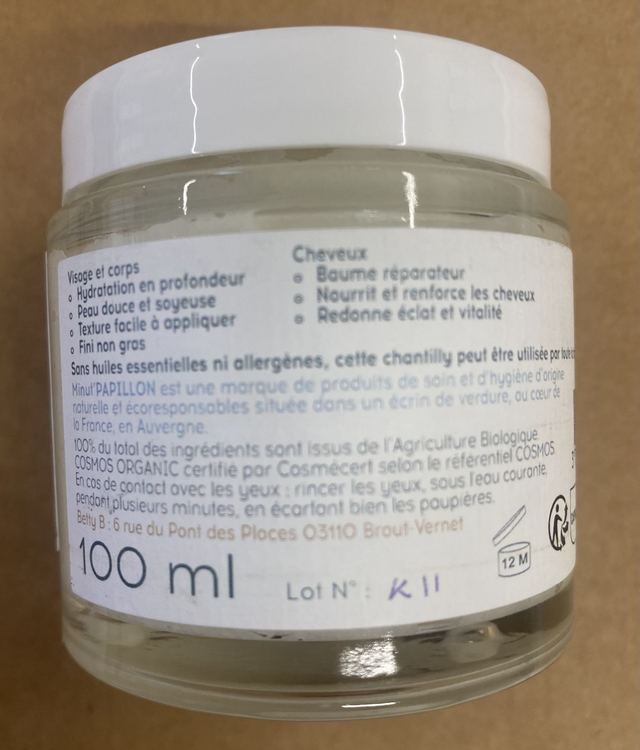 Visage et corps
Hydratation en profondeur
Peau douce et soyeuse
Texture facile à appliquer
Fini non gras
Cheveux
Baume réparateur
Nourrit et renforce les cheveux
Redonne éclat et vitalité
Sans huiles essentielles ni allergènes, cette chantilly peut être utilisée par toute
Minut'PAPILLON est une marque de produits de soin et d'hygiène d'origine
naturelle et écoresponsables située dans un écrin de verdure, au cœur de
la France, en Auvergne.
100% du total des ingrédients sont issus de l'Agriculture Biologique
COSMOS ORGANIC certifié par Cosmécert selon le référentiel COSMOS.
En cas de contact avec les yeux : rincer les yeux, sous l'eau courante,
pendant plusieurs minutes, en écartant bien les paupières.
Betty B : 6 rue du Pont des Places 03110 Brout-Vernet
100 ml
Lot N° : K11
12 M